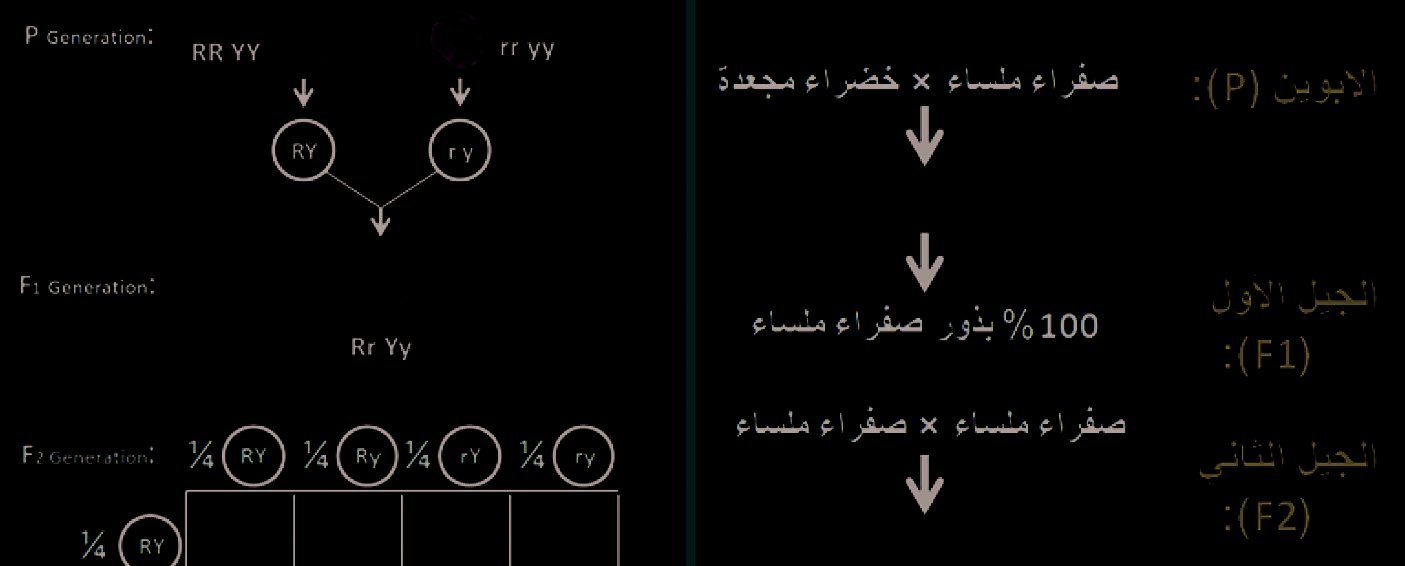 P Generation:
RR YY
rr yy
RY
r y
F1 Generation:
Rr Yy
F2 Generation:
¼ RY ¼ Ry ¼ rY ¼ ry
¼ RY
الابوين (P): صفراء ملساء × خضراء مجعدة
الجيل الأول
(F1):
100% بذور صفراء ملساء
صفراء ملساء × صفراء ملساء
الجيل الثاني
(F2):